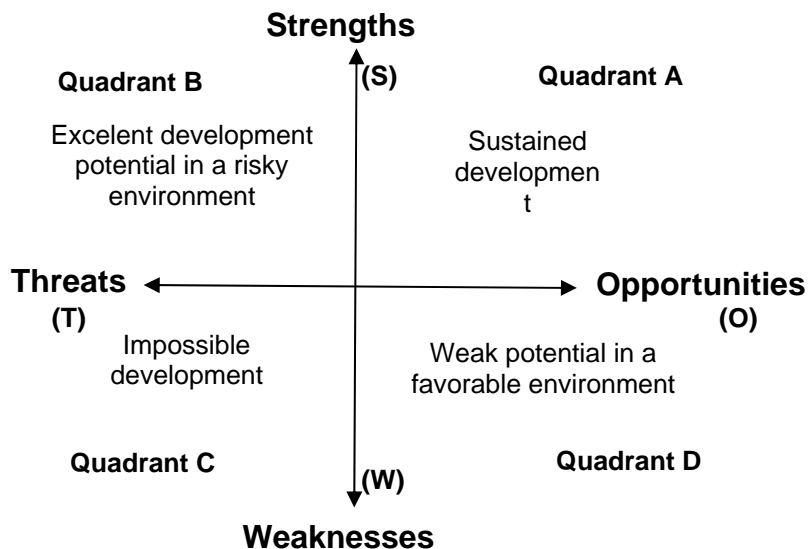 Strengths
(S)
Quadrant B
Quadrant A
Excelent development
potential in a risky
environment
Sustained
developmen
t
Threats
(T)
Opportunities
(O)
Impossible
development
Weak potential in a
favorable environment
Quadrant C
Quadrant D
(W)
Weaknesses